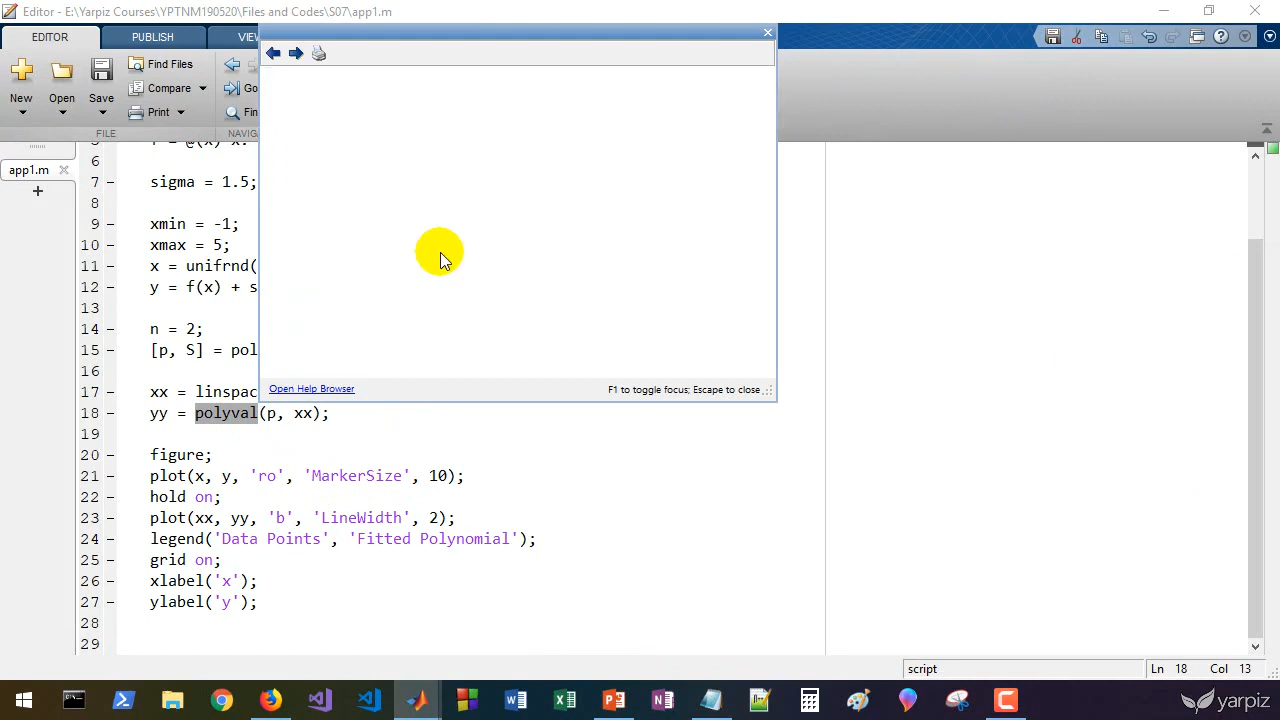 Editor - E:\Yarpiz Courses\YPTNM190520\Files and Codes\S07\app1.m
EDITOR
PUBLISH
VIEW
New
Open
Save
Find Files
Compare
Print
Go
Fin
FILE
NAVIG
app1.m
6
7 sigma = 1.5;
8
9 xmin = -1;
10 xmax = 5;
11 x = unifrnd(
12 y = f(x) + s
13
14 n = 2;
15 [p, S] = pol
16
17 xx = linspac
18 yy = polyval(p, xx);
19
20 figure;
21 plot(x, y, 'ro', 'MarkerSize', 10);
22 hold on;
23 plot(xx, yy, 'b', 'LineWidth', 2);
24 legend('Data Points', 'Fitted Polynomial');
25 grid on;
26 xlabel('x');
27 ylabel('y');
28
29
Open Help Browser
F1 to toggle focus; Escape to close
script
Ln 18 Col 13
yarpiz